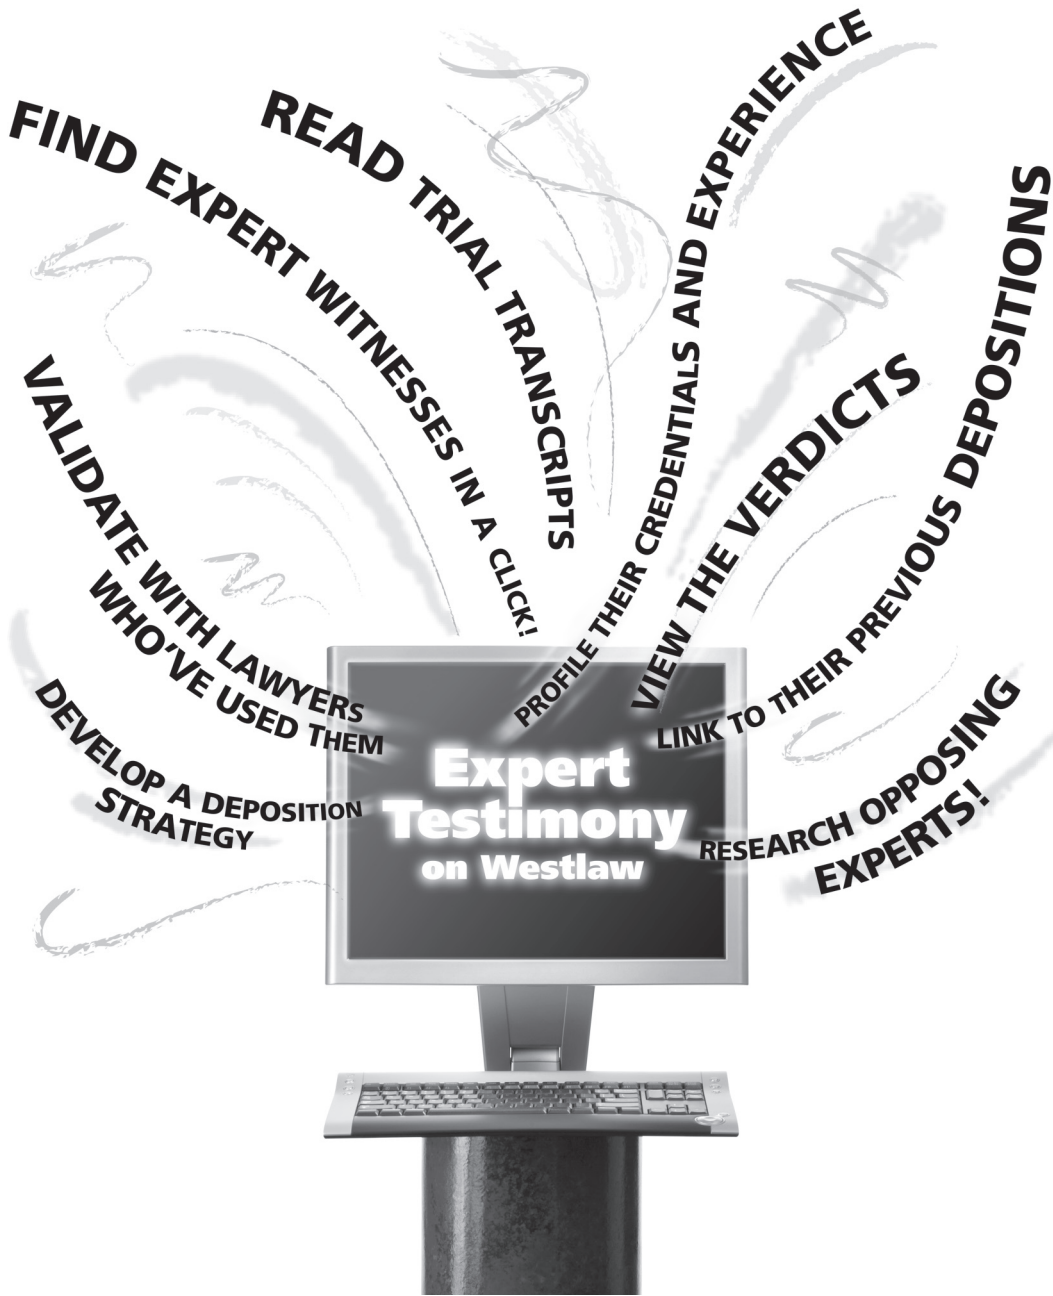 FIND EXPERT WITNESSES IN A CLICK!
READ TRIAL TRANSCRIPTS
PROFILE THEIR CREDENTIALS AND EXPERIENCE
VIEW THE VERDICTS
LINK TO THEIR PREVIOUS DEPOSITIONS
VALIDATE WITH LAWYERS
WHO'VE USED THEM
DEVELOP A DEPOSITION
STRATEGY
RESEARCH OPPOSING
EXPERTS!
Expert
Testimony
on Westlaw